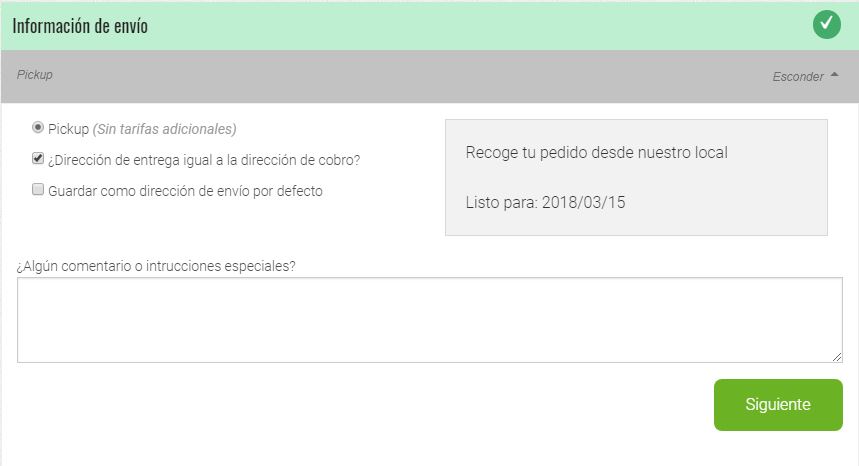 Información de envío
Pickup
Esconder
Pickup (Sin tarifas adicionales)
¿Dirección de entrega igual a la dirección de cobro?
Guardar como dirección de envío por defecto
Recoge tu pedido desde nuestro local
Listo para: 2018/03/15
¿Algún comentario o intrucciones especiales?
Siguiente